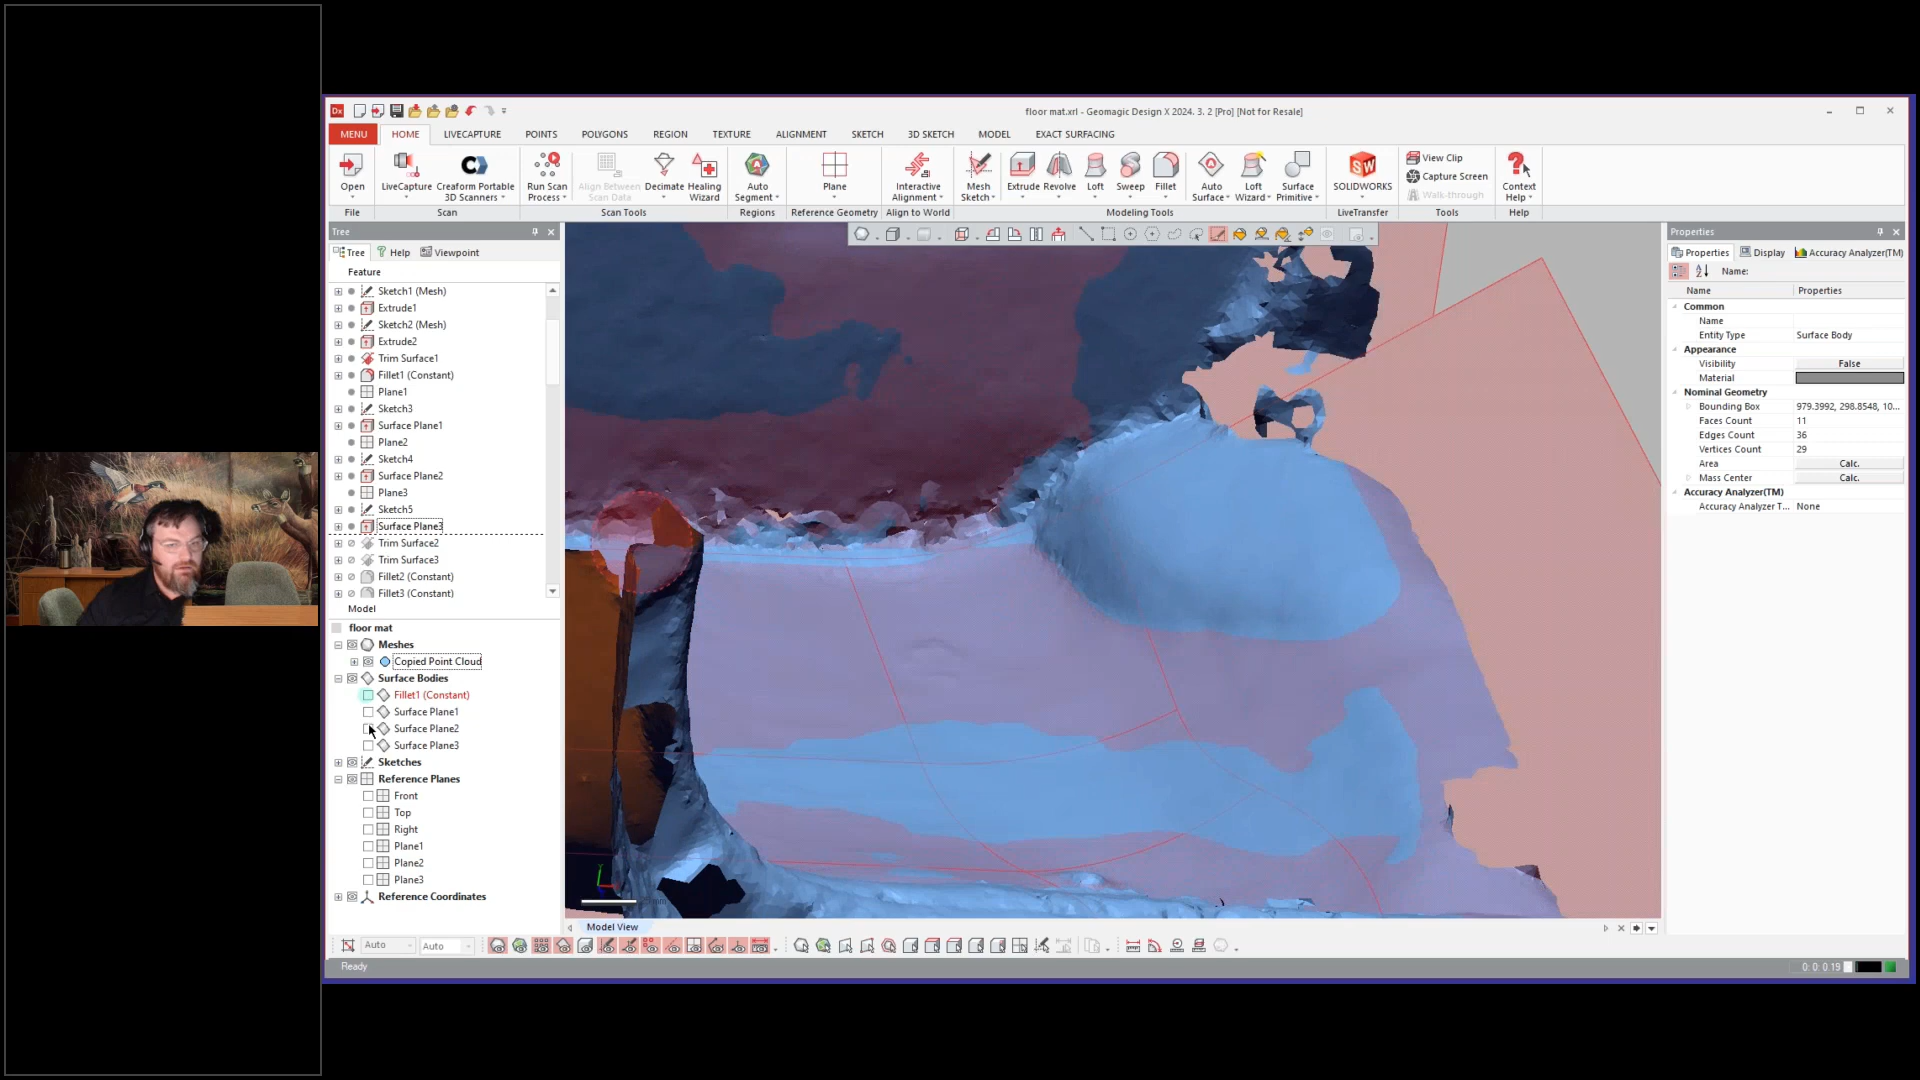 floor mat.xrl - Geomagic Design X 2024. 3. 2 [Pro] [Not for Resale]
MENU HOME LIVECAPTURE POINTS POLYGONS REGION TEXTURE ALIGNMENT SKETCH 3D SKETCH MODEL EXACT SURFACING
Open LiveCapture Creaform Portable 3D Scanners Run Scan Process Align Between Scan Data Decimate Healing Wizard Auto Segment Plane Interactive Alignment Mesh Sketch Extrude Revolve Loft Sweep Fillet Auto Surface Loft Wizard Surface Primitive SOLIDWORKS View Clip Capture Screen Walk-through Context Help
File Scan Scan Tools Regions Reference Geometry Align to World Modeling Tools LiveTransfer Tools Help
Tree
Tree Help Viewpoint
Feature
Sketch1 (Mesh)
Extrude1
Sketch2 (Mesh)
Extrude2
Trim Surface1
Fillet1 (Constant)
Plane1
Sketch3
Surface Plane1
Plane2
Sketch4
Surface Plane2
Plane3
Sketch5
Surface Plane3
Trim Surface2
Trim Surface3
Fillet2 (Constant)
Fillet3 (Constant)
Model
floor mat
Meshes
Copied Point Cloud
Surface Bodies
Fillet1 (Constant)
Surface Plane1
Surface Plane2
Surface Plane3
Sketches
Reference Planes
Front
Top
Right
Plane1
Plane2
Plane3
Reference Coordinates
Properties
Properties Display Accuracy Analyzer(TM)
Name:
Name Properties
Common
Name
Entity Type Surface Body
Appearance
Visibility False
Material
Nominal Geometry
Bounding Box 979.3992, 298.8548, 10...
Faces Count 11
Edges Count 36
Vertices Count 29
Area Calc.
Mass Center Calc.
Accuracy Analyzer(TM)
Accuracy Analyzer T... None
Model View
Auto Auto
Ready
0: 0: 0.19